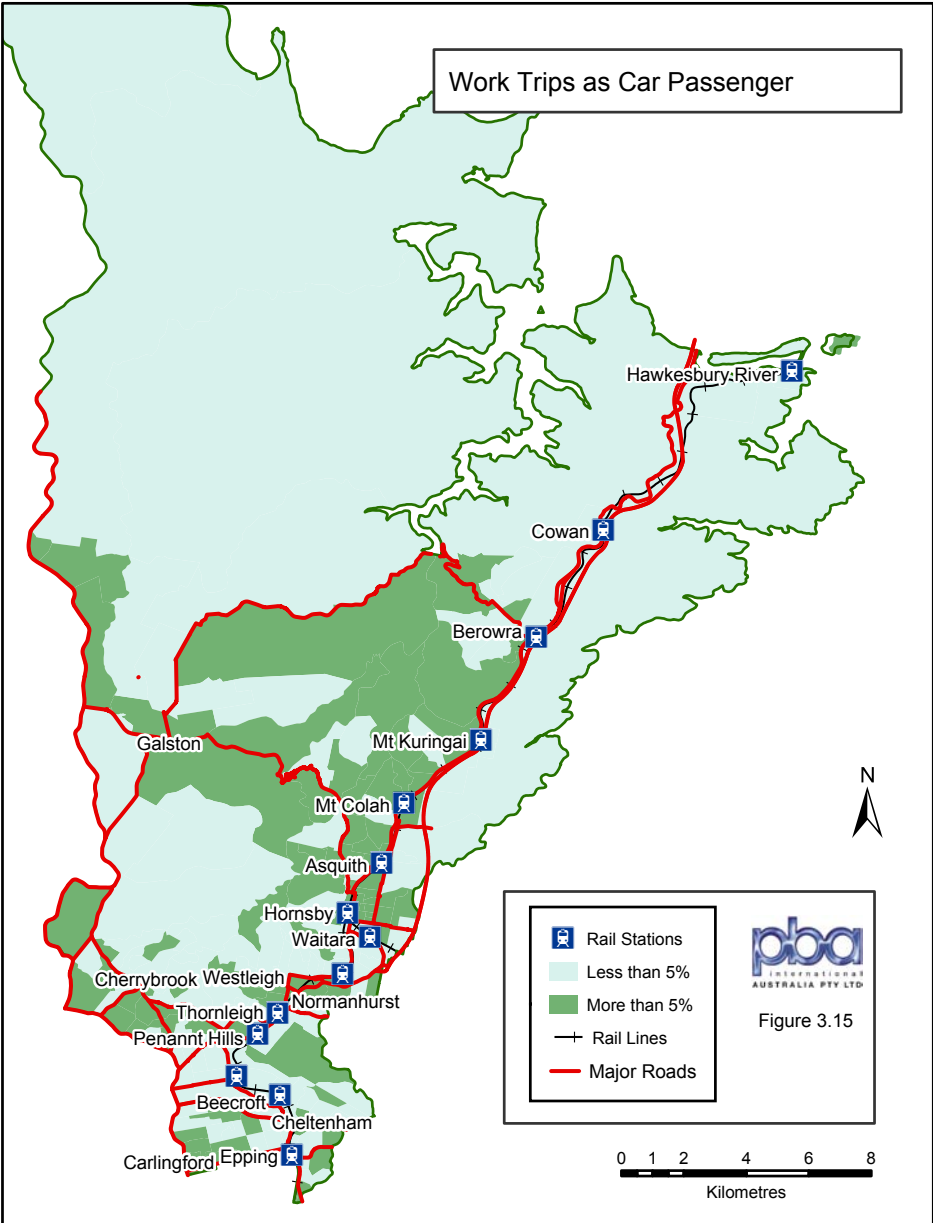 Work Trips as Car Passenger
Hawkesbury River
Cowan
Berowra
Galston
Mt Kuringai
N
Mt Colah
Asquith
Hornsby
Waitara
Cherrybrook
Westleigh
Normanhurst
Thornleigh
Penannt Hills
Beecroft
Cheltenham
Carlingford
Epping
Rail Stations
Less than 5%
More than 5%
Rail Lines
Major Roads
pba
international
AUSTRALIA PTY LTD
Figure 3.15
0 1 2 4 6 8
Kilometres